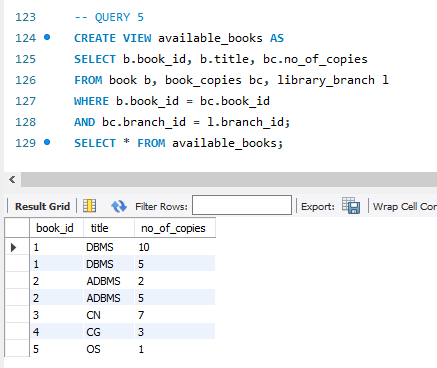 123 -- QUERY 5
124 CREATE VIEW available_books AS
125 SELECT b.book_id, b.title, bc.no_of_copies
126 FROM book b, book_copies bc, library_branch l
127 WHERE b.book_id = bc.book_id
128 AND bc.branch_id = l.branch_id;
129 SELECT * FROM available_books;
Result Grid Filter Rows: Export: Wrap Cell Cor
book_id title no_of_copies
1 DBMS 10
1 DBMS 5
2 ADBMS 2
2 ADBMS 5
3 CN 7
4 CG 3
5 OS 1